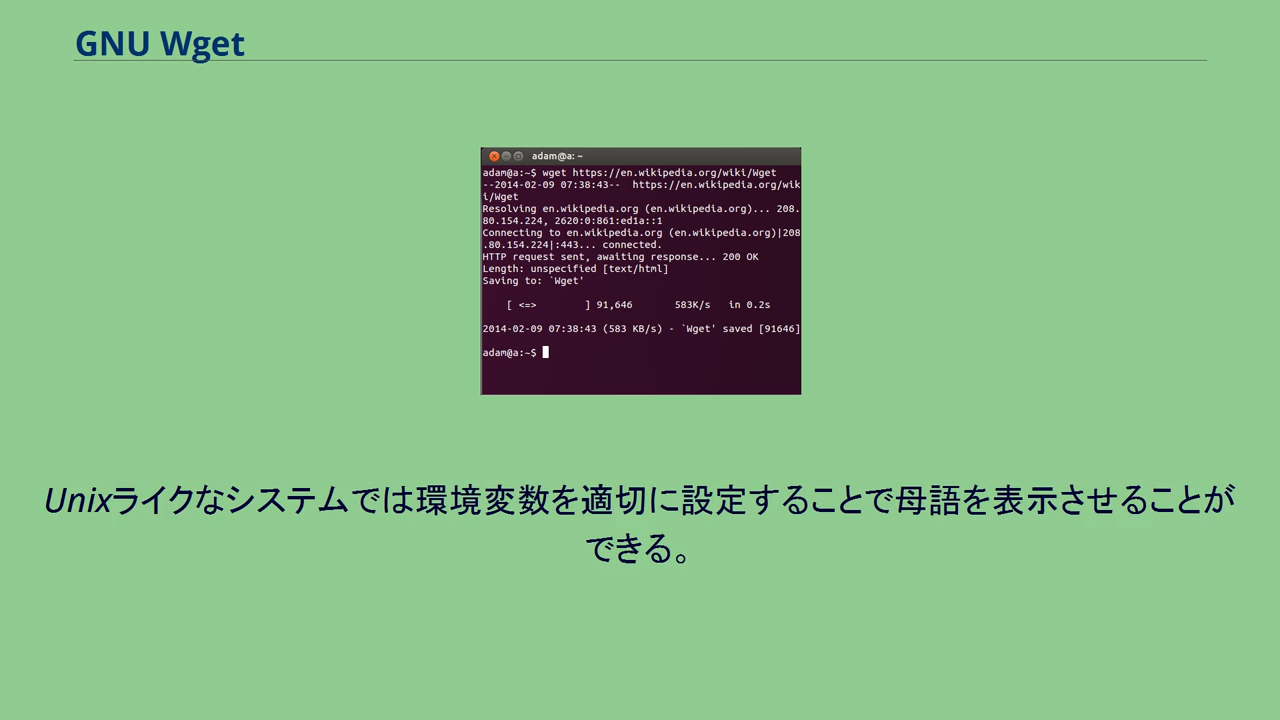 GNU Wget
adam@a: ~
adam@a:~$ wget https://en.wikipedia.org/wiki/Wget
--2014-02-09 07:38:43--  https://en.wikipedia.org/wik
i/Wget
Resolving en.wikipedia.org (en.wikipedia.org)... 208.
80.154.224, 2620:0:861:ed1a::1
Connecting to en.wikipedia.org (en.wikipedia.org)|208
.80.154.224|:443... connected.
HTTP request sent, awaiting response... 200 OK
Length: unspecified [text/html]
Saving to: `Wget'
[ <=>        ] 91,646       583K/s   in 0.2s
2014-02-09 07:38:43 (583 KB/s) - `Wget' saved [91646]
adam@a:~$
Unixライクなシステムでは環境変数を適切に設定することで母語を表示させることが
できる。